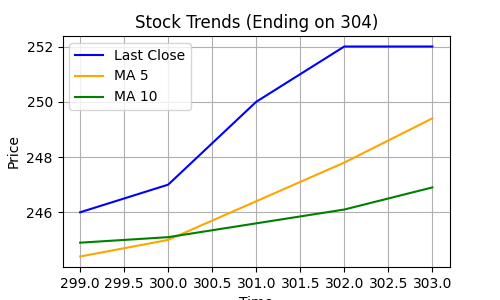 Stock Trends (Ending on 304)
Last Close
MA 5
MA 10
252
250
248
246
Price
299.0 299.5 300.0 300.5 301.0 301.5 302.0 302.5 303.0
Time